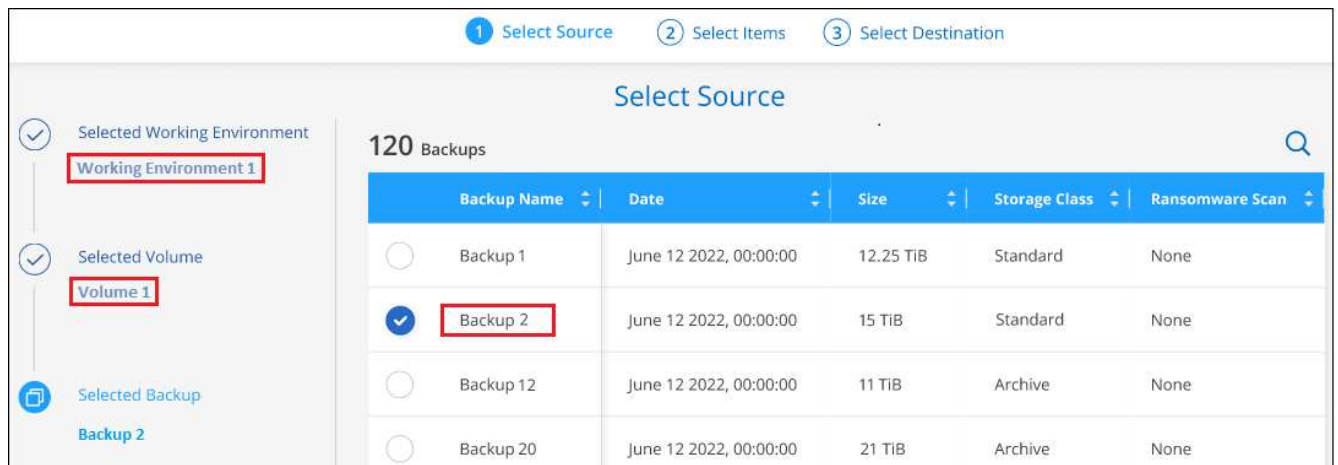 1 Select Source 2 Select Items 3 Select Destination
Select Source
Selected Working Environment
Working Environment 1
Selected Volume
Volume 1
Selected Backup
Backup 2
120 Backups
Backup Name Date Size Storage Class Ransomware Scan
Backup 1 June 12 2022, 00:00:00 12.25 TiB Standard None
Backup 2 June 12 2022, 00:00:00 15 TiB Standard None
Backup 12 June 12 2022, 00:00:00 11 TiB Archive None
Backup 20 June 12 2022, 00:00:00 21 TiB Archive None